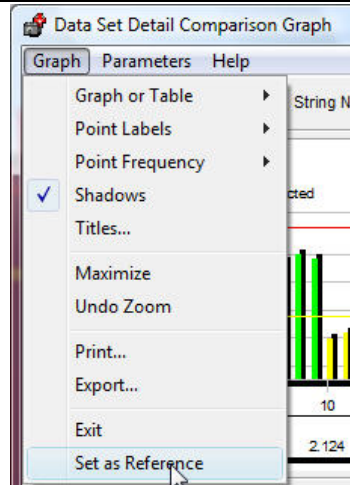 Data Set Detail Comparison Graph
Graph Parameters Help
Graph or Table
String N
Point Labels
Point Frequency
Shadows
cted
Titles...
Maximize
Undo Zoom
Print...
Export...
10
Exit
2.124
Set as Reference